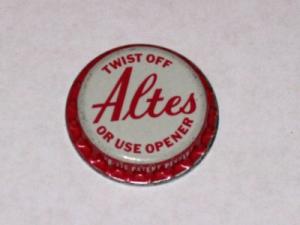 TWIST OFF
Altes
OR USE OPENER